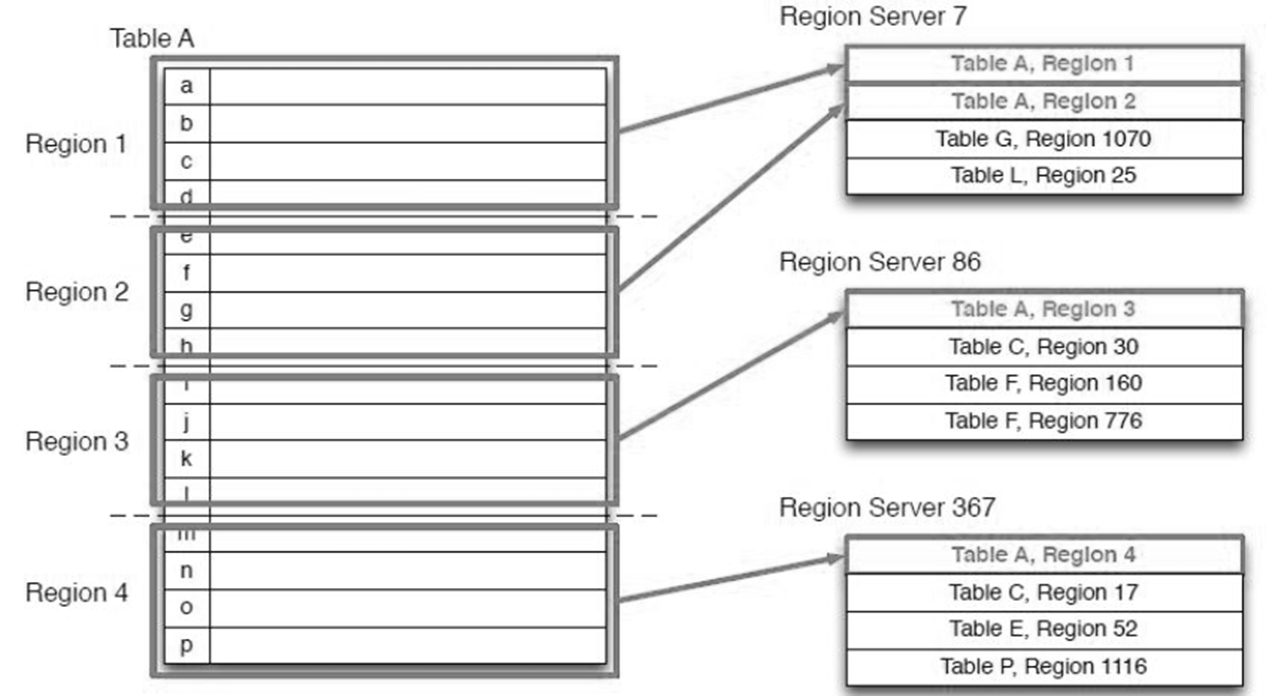 Table A
Region 1
a
b
c
d
Region 2
e
f
g
h
Region 3
i
j
k
l
Region 4
m
n
o
p
Region Server 7
Table A, Region 1
Table A, Region 2
Table G, Region 1070
Table L, Region 25
Region Server 86
Table A, Region 3
Table C, Region 30
Table F, Region 160
Table F, Region 776
Region Server 367
Table A, Region 4
Table C, Region 17
Table E, Region 52
Table P, Region 1116